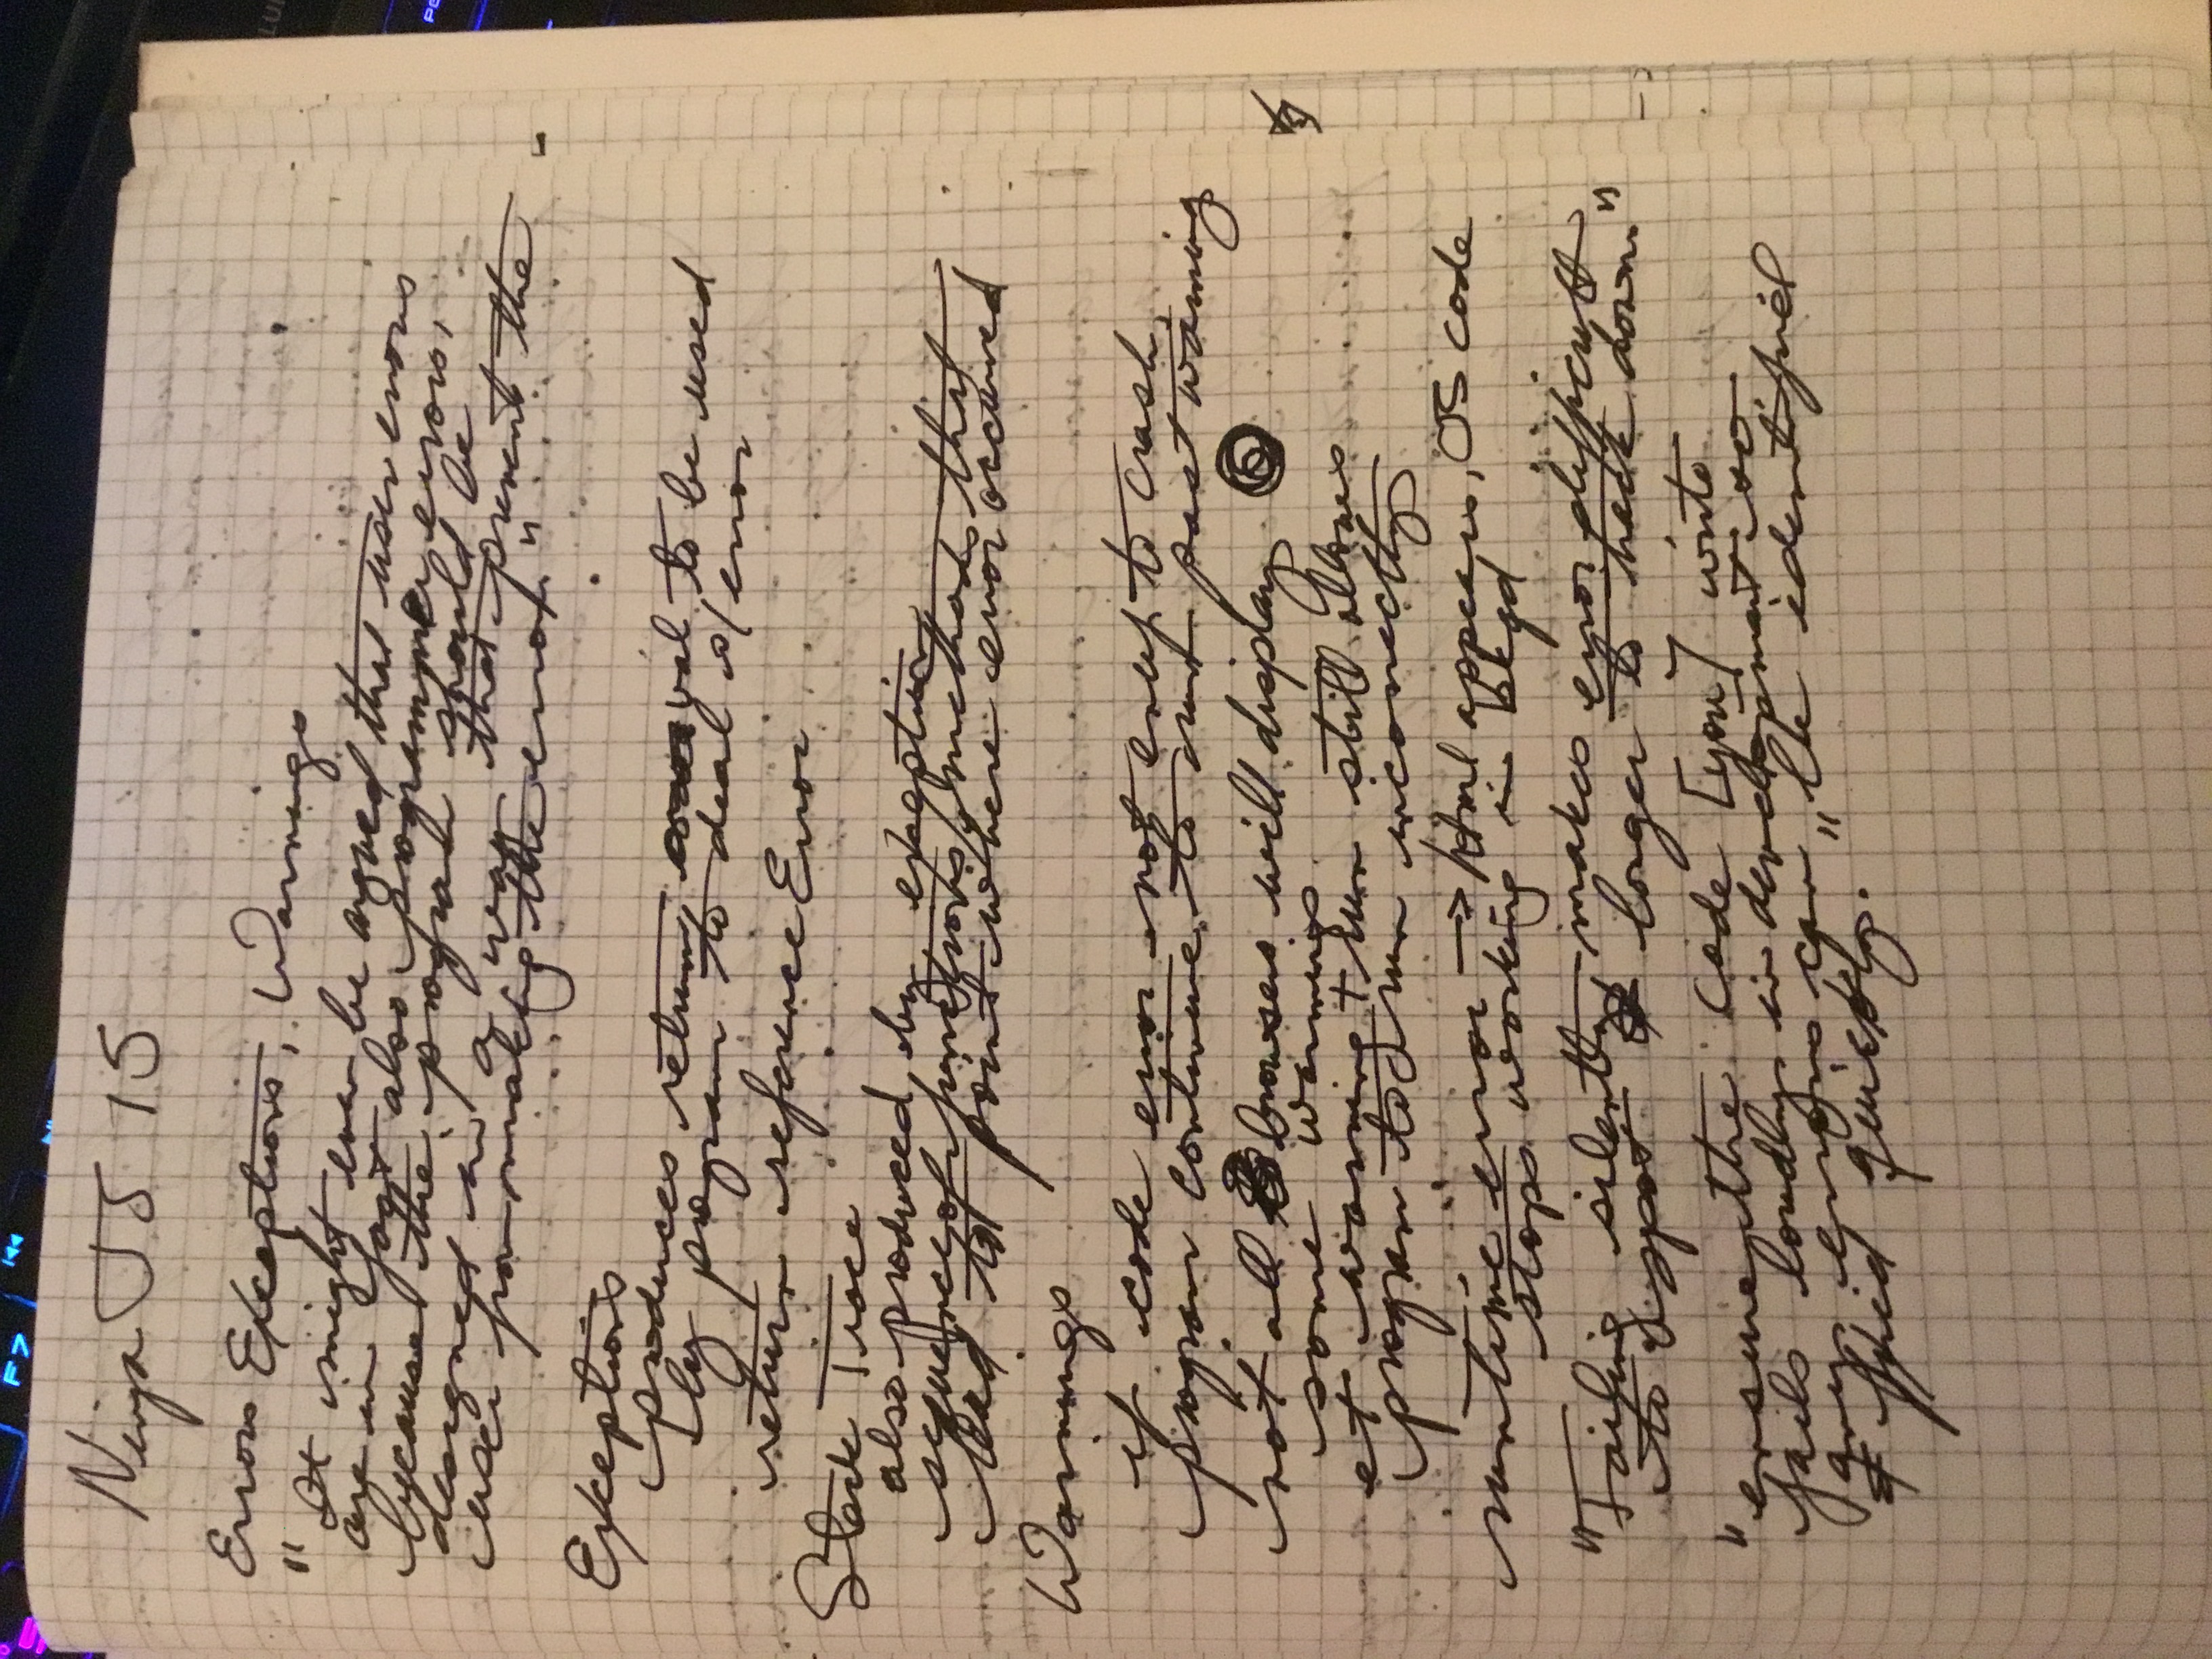 F7
Ninja JS 15
Errors Exceptions, Warnings
"It might even be argued that user errors
are in fact also programmer errors,
because the program should be
designed in a way that prevents the
user from making the error."
Exceptions
produces return val to be used
by program to deal w/ error
return reference Error
Stack Trace
also produced by exception
sequence of functions/methods that
lead to point where error occurred
Warnings
if code error not enuf to crash,
program continue to run past warning
not all browsers will display
some warnings
et warning + run still allows
program to run incorrectly
runtime error → html appears, JS code
stops working in bkgd
"Failing silently makes error difficult
to spot & longer to track down."
"ensure the code [you] write
fails loudly in development so
any errors can be identified
& fixed quickly."